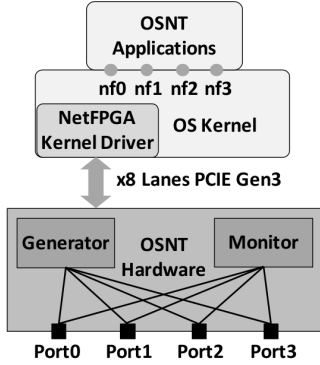 OSNT
Applications
nf0 nf1 nf2 nf3
NetFPGA
Kernel Driver
OS Kernel
x8 Lanes PCIE Gen3
Generator
OSNT
Hardware
Monitor
Port0 Port1 Port2 Port3